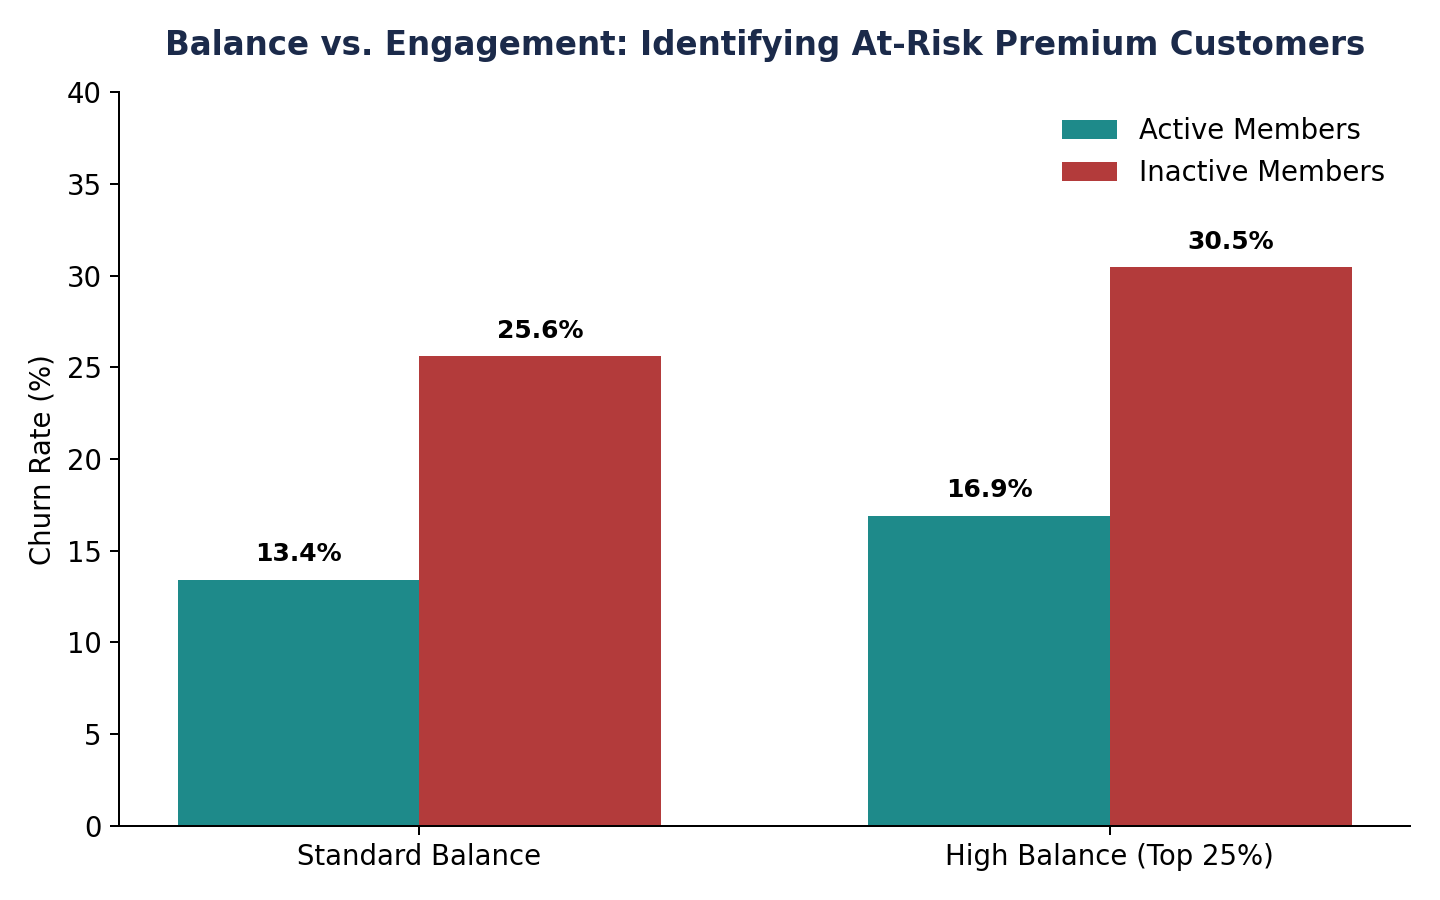 Balance vs. Engagement: Identifying At-Risk Premium Customers
40
35
30
25
20
15
10
5
0
Churn Rate (%)
Active Members
Inactive Members
13.4%
25.6%
16.9%
30.5%
Standard Balance
High Balance (Top 25%)